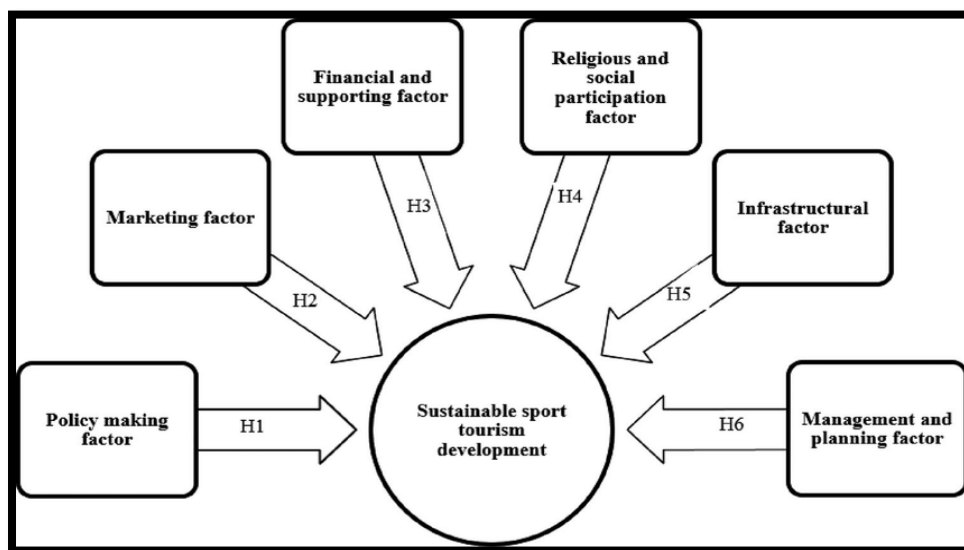 Financial and
supporting factor
Religious and
social
participation
factor
Marketing factor
H3
H4
Infrastructural
factor
H2
H5
Policy making
factor
H1
Sustainable sport
tourism
development
H6
Management and
planning factor